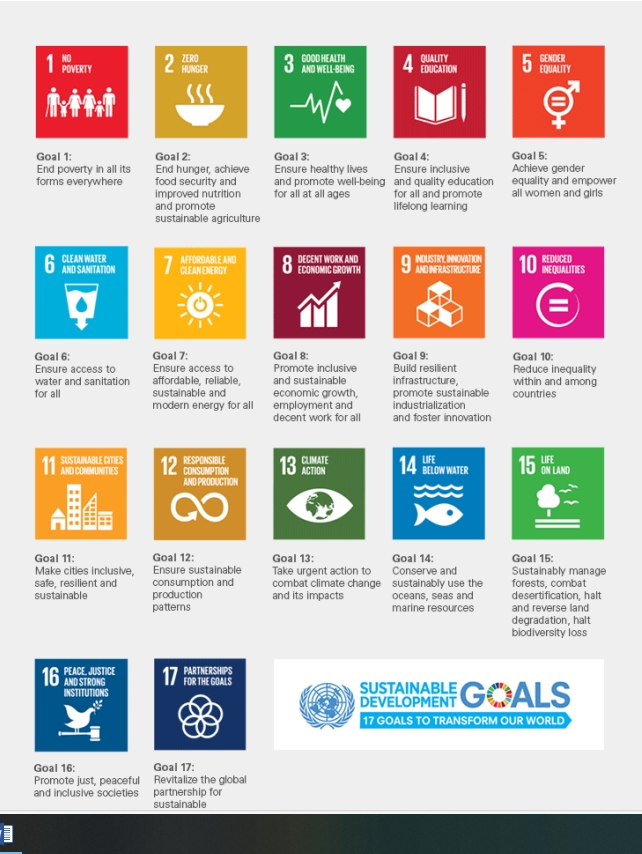 1 NO
POVERTY
2 ZERO
HUNGER
3 GOOD HEALTH
AND WELL-BEING
4 QUALITY
EDUCATION
5 GENDER
EQUALITY
Goal 1:
End poverty in all its
forms everywhere
Goal 2:
End hunger, achieve
food security and
improved nutrition
and promote
sustainable agriculture
Goal 3:
Ensure healthy lives
and promote well-being
for all at all ages
Goal 4:
Ensure inclusive
and quality education
for all and promote
lifelong learning
Goal 5:
Achieve gender
equality and empower
all women and girls
6 CLEAN WATER
AND SANITATION
7 AFFORDABLE AND
CLEAN ENERGY
8 DECENT WORK AND
ECONOMIC GROWTH
9 INDUSTRY, INNOVATION
AND INFRASTRUCTURE
10 REDUCED
INEQUALITIES
Goal 6:
Ensure access to
water and sanitation
for all
Goal 7:
Ensure access to
affordable, reliable,
sustainable and
modern energy for all
Goal 8:
Promote inclusive
and sustainable
economic growth,
employment and
decent work for all
Goal 9:
Build resilient
infrastructure,
promote sustainable
industrialization
and foster innovation
Goal 10:
Reduce inequality
within and among
countries
11 SUSTAINABLE CITIES
AND COMMUNITIES
12 RESPONSIBLE
CONSUMPTION
AND PRODUCTION
13 CLIMATE
ACTION
14 LIFE
BELOW WATER
15 LIFE
ON LAND
Goal 11:
Make cities inclusive,
safe, resilient and
sustainable
Goal 12:
Ensure sustainable
consumption and
production
patterns
Goal 13:
Take urgent action to
combat climate change
and its impacts
Goal 14:
Conserve and
sustainably use the
oceans, seas and
marine resources
Goal 15:
Sustainably manage
forests, combat
desertification, halt
and reverse land
degradation, halt
biodiversity loss
16 PEACE, JUSTICE
AND STRONG
INSTITUTIONS
17 PARTNERSHIPS
FOR THE GOALS
SUSTAINABLE
DEVELOPMENT GOALS
17 GOALS TO TRANSFORM OUR WORLD
Goal 16:
Promote just, peaceful
and inclusive societies
Goal 17:
Revitalize the global
partnership for
sustainable